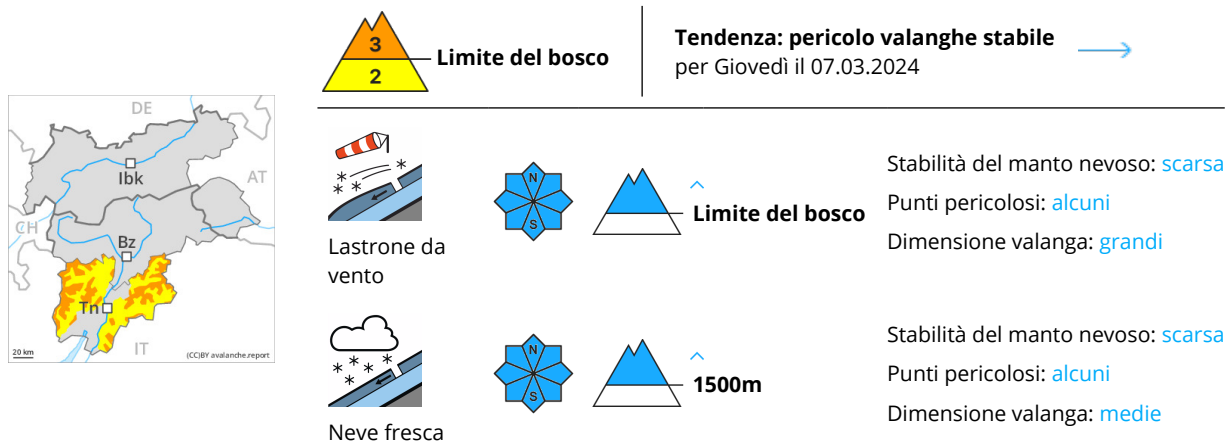 3
2
Limite del bosco
Tendenza: pericolo valanghe stabile
per Giovedì il 07.03.2024
DE
AT
CH
IT
Ibk
Bz
Tn
20 km
(CC)BY avalanche.report
N
S
Limite del bosco
Lastrone da
vento
Stabilità del manto nevoso: scarsa
Punti pericolosi: alcuni
Dimensione valanga: grandi
N
S
1500m
Neve fresca
Stabilità del manto nevoso: scarsa
Punti pericolosi: alcuni
Dimensione valanga: medie